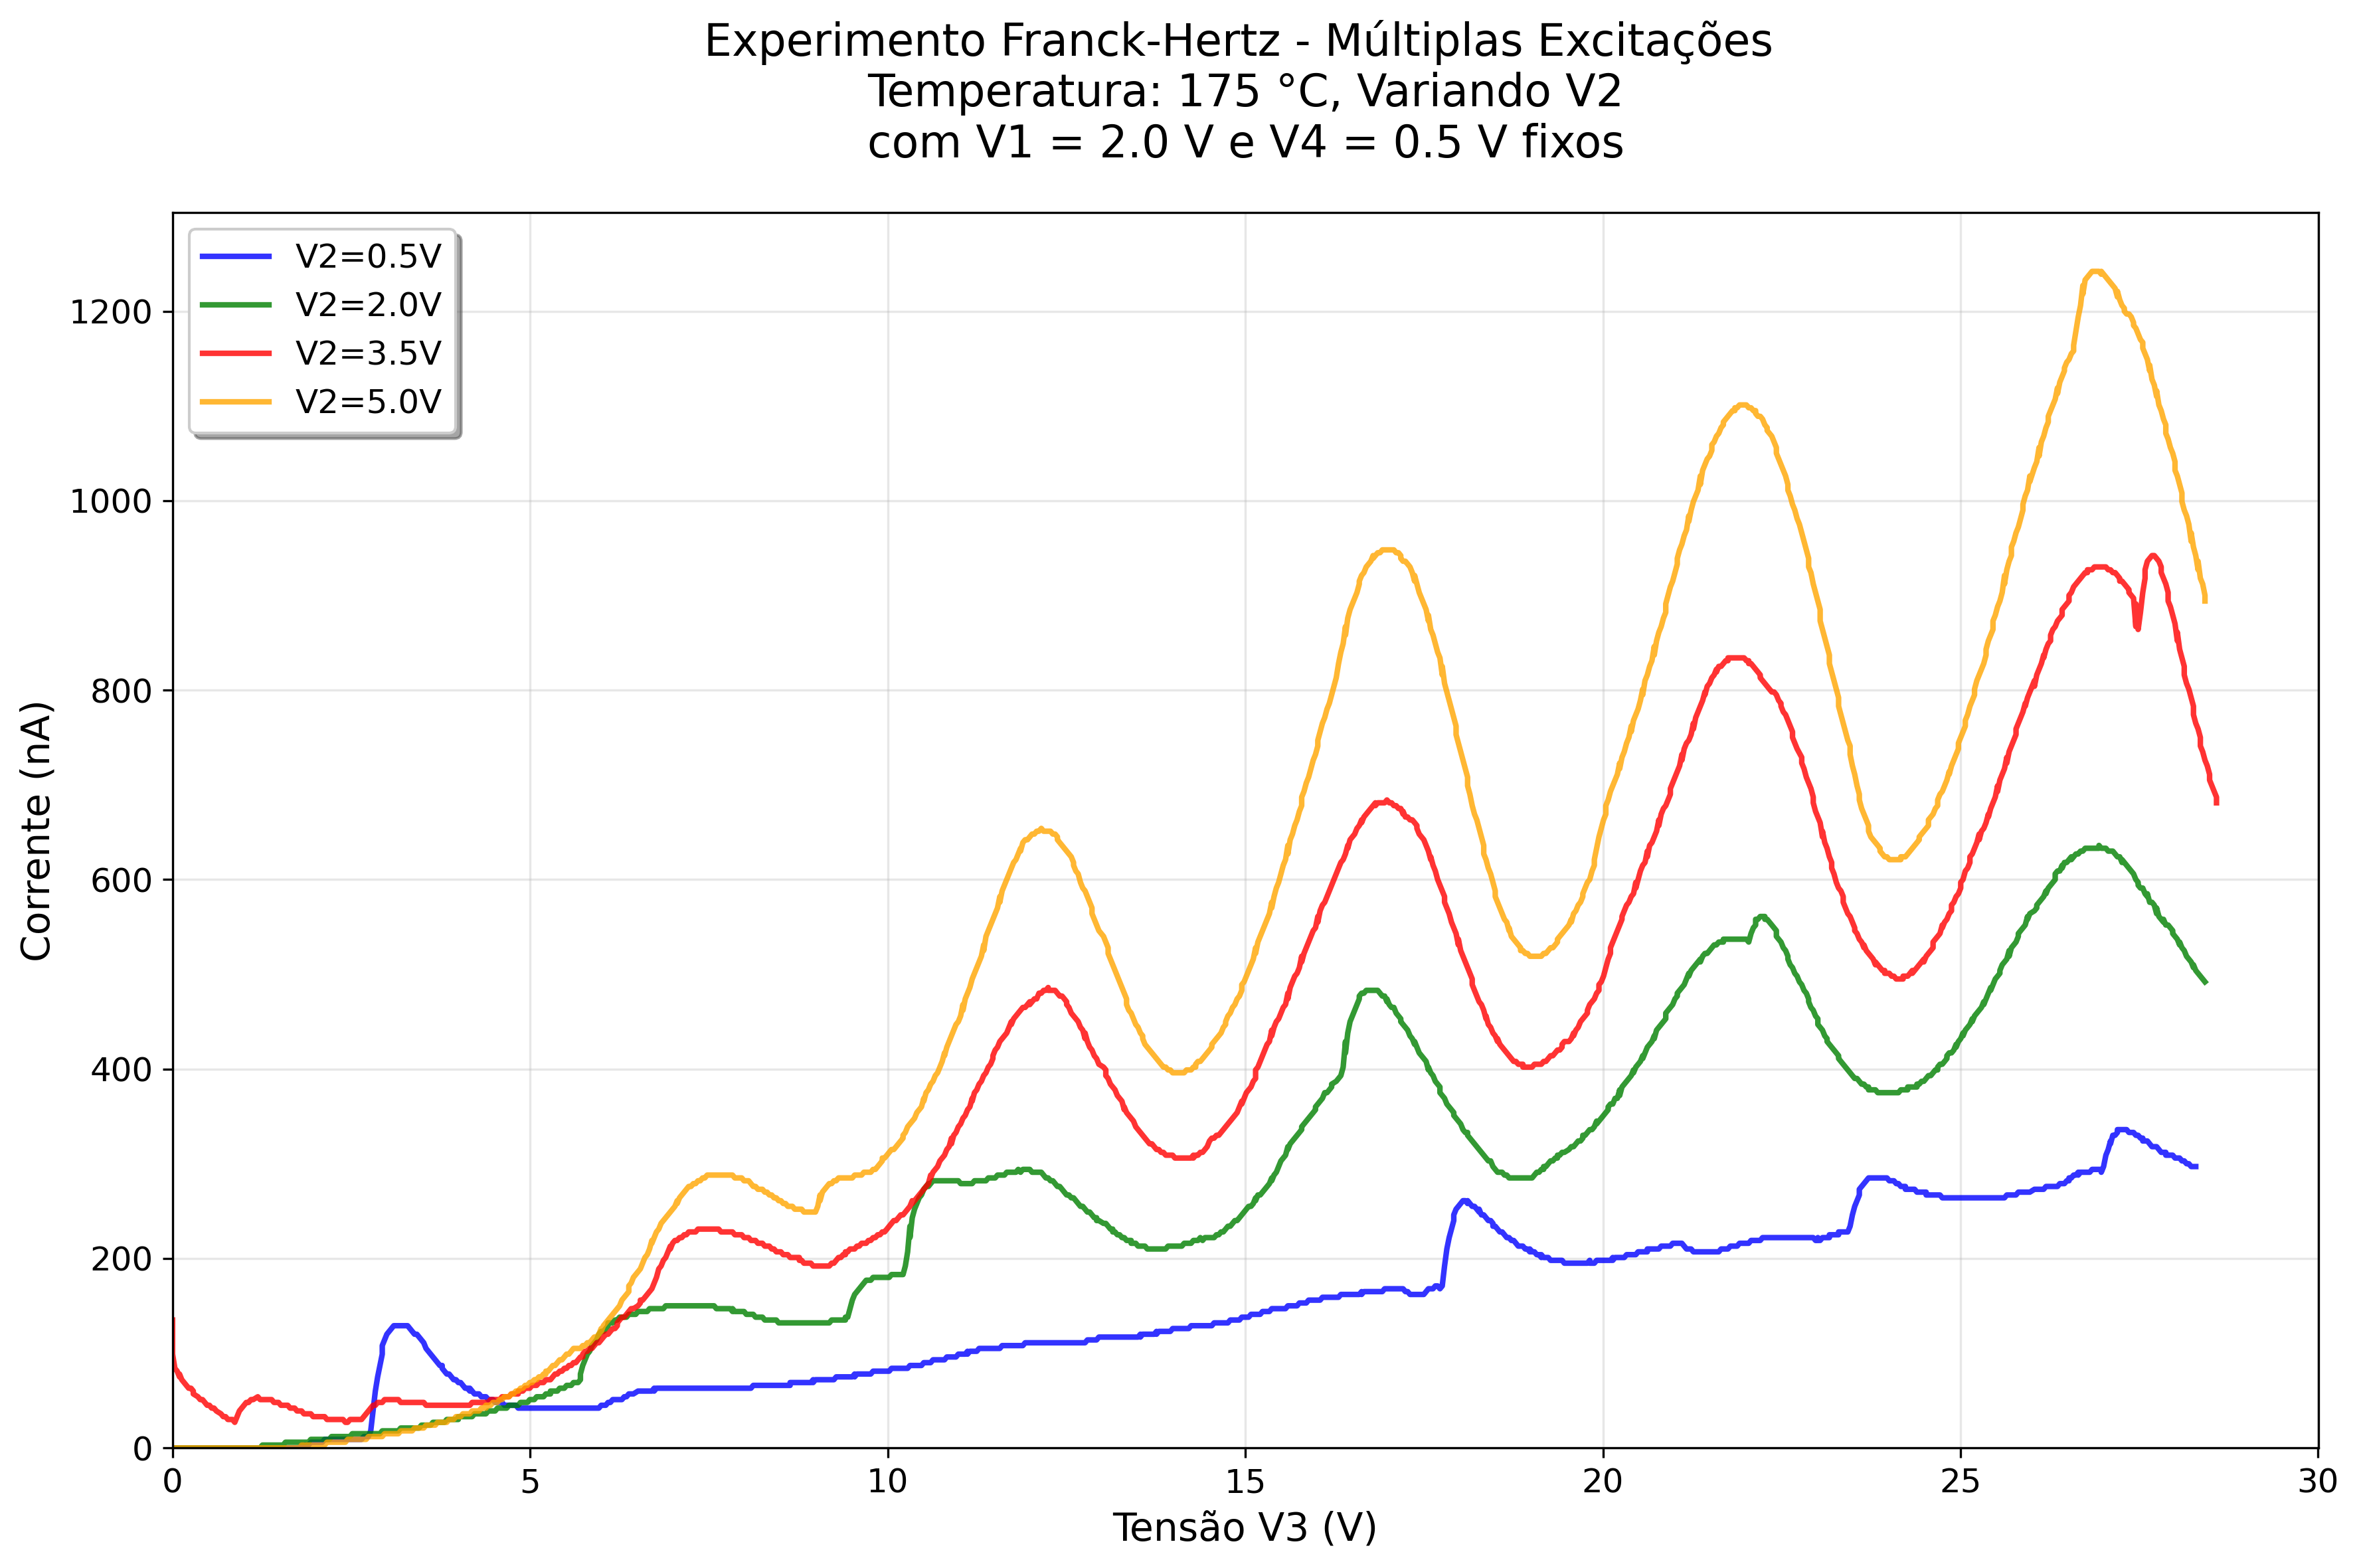 Experimento Franck-Hertz - Múltiplas Excitações
Temperatura: 175 °C, Variando V2
com V1 = 2.0 V e V4 = 0.5 V fixos
V2=0.5V
V2=2.0V
V2=3.5V
V2=5.0V
1200
1000
800
600
400
200
0
Corrente (nA)
0 5 10 15 20 25 30
Tensão V3 (V)